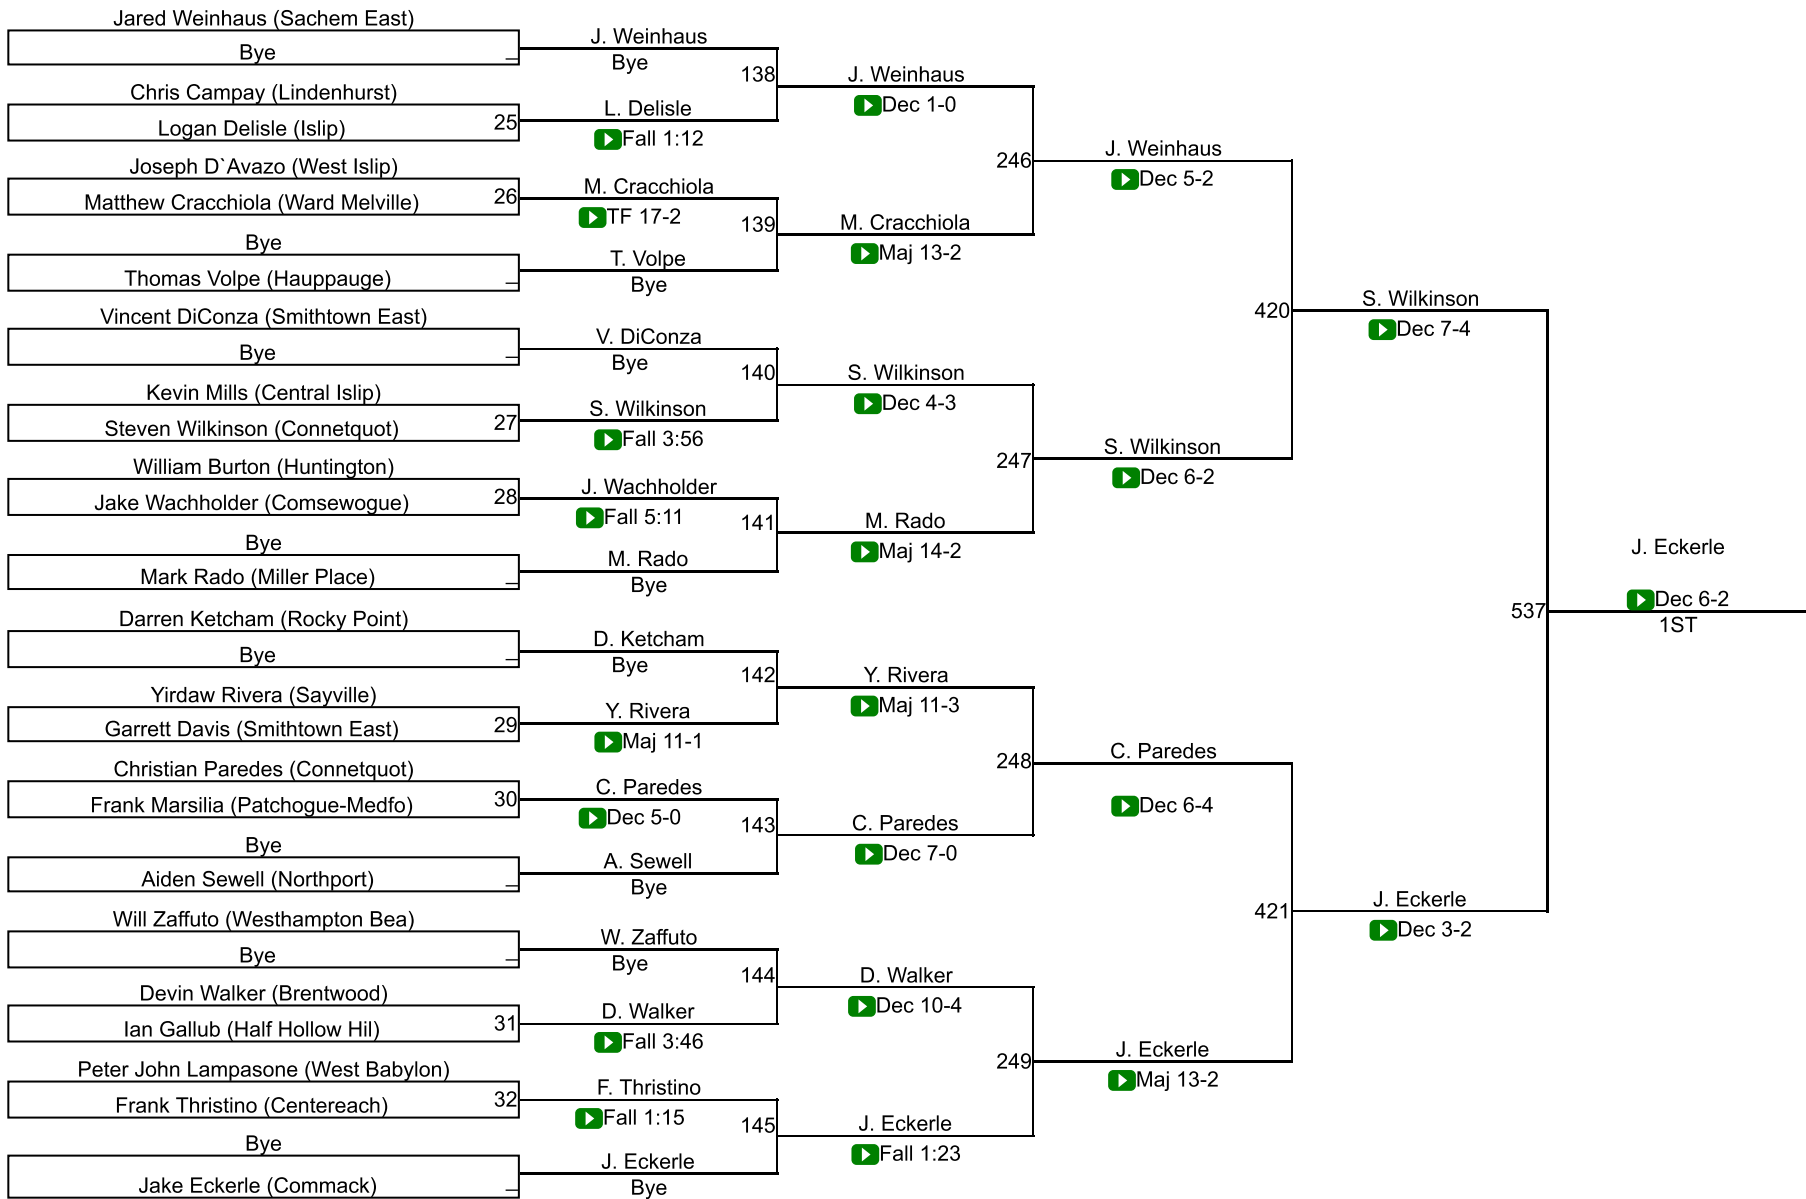 Jared Weinhaus (Sachem East)
Bye
Chris Campay (Lindenhurst)
Logan Delisle (Islip)
25
Joseph D`Avazo (West Islip)
Matthew Cracchiola (Ward Melville)
26
Bye
Thomas Volpe (Hauppauge)
Vincent DiConza (Smithtown East)
Bye
Kevin Mills (Central Islip)
Steven Wilkinson (Connetquot)
27
William Burton (Huntington)
Jake Wachholder (Comsewogue)
28
Bye
Mark Rado (Miller Place)
Darren Ketcham (Rocky Point)
Bye
Yirdaw Rivera (Sayville)
Garrett Davis (Smithtown East)
29
Christian Paredes (Connetquot)
Frank Marsilia (Patchogue-Medfo)
30
Bye
Aiden Sewell (Northport)
Will Zaffuto (Westhampton Bea)
Bye
Devin Walker (Brentwood)
Ian Gallub (Half Hollow Hil)
31
Peter John Lampasone (West Babylon)
Frank Thristino (Centereach)
32
Bye
Jake Eckerle (Commack)
J. Weinhaus
Bye
138
L. Delisle
Fall 1:12
M. Cracchiola
TF 17-2
139
T. Volpe
Bye
V. DiConza
Bye
140
S. Wilkinson
Fall 3:56
J. Wachholder
Fall 5:11
141
M. Rado
Bye
D. Ketcham
Bye
142
Y. Rivera
Maj 11-1
C. Paredes
Dec 5-0
143
A. Sewell
Bye
W. Zaffuto
Bye
144
D. Walker
Fall 3:46
F. Thristino
Fall 1:15
145
J. Eckerle
Bye
J. Weinhaus
Dec 1-0
246
M. Cracchiola
Maj 13-2
S. Wilkinson
Dec 4-3
247
M. Rado
Maj 14-2
Y. Rivera
Maj 11-3
248
C. Paredes
Dec 7-0
D. Walker
Dec 10-4
249
J. Eckerle
Fall 1:23
J. Weinhaus
Dec 5-2
420
S. Wilkinson
Dec 6-2
C. Paredes
Dec 6-4
421
J. Eckerle
Maj 13-2
S. Wilkinson
Dec 7-4
537
J. Eckerle
Dec 3-2
J. Eckerle
Dec 6-2
1ST